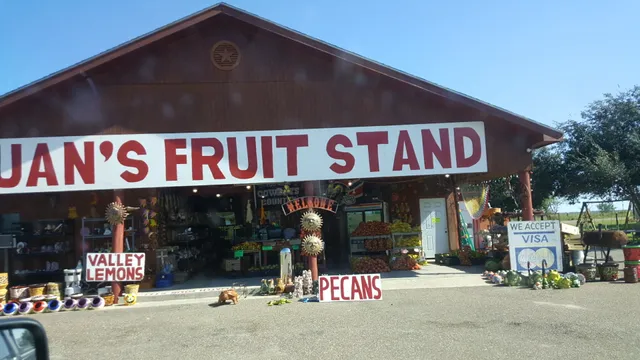 UAN'S FRUIT STAND
WELCOME
VALLEY
LEMONS
PECANS
WE ACCEPT
VISA